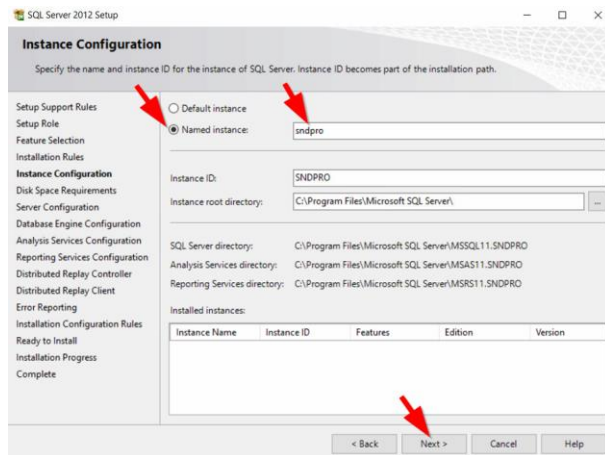 SQL Server 2012 Setup
Instance Configuration
Specify the name and instance ID for the instance of SQL Server. Instance ID becomes part of the installation path.
Setup Support Rules
Setup Role
Feature Selection
Installation Rules
Instance Configuration
Disk Space Requirements
Server Configuration
Database Engine Configuration
Analysis Services Configuration
Reporting Services Configuration
Distributed Replay Controller
Distributed Replay Client
Error Reporting
Installation Configuration Rules
Ready to Install
Installation Progress
Complete
Default instance
Named instance: sndpro
Instance ID: SNDPRO
Instance root directory: C:\Program Files\Microsoft SQL Server\ ...
SQL Server directory: C:\Program Files\Microsoft SQL Server\MSSQL11.SNDPRO
Analysis Services directory: C:\Program Files\Microsoft SQL Server\MSAS11.SNDPRO
Reporting Services directory: C:\Program Files\Microsoft SQL Server\MSRS11.SNDPRO
Installed instances:
Instance Name Instance ID Features Edition Version
< Back Next > Cancel Help